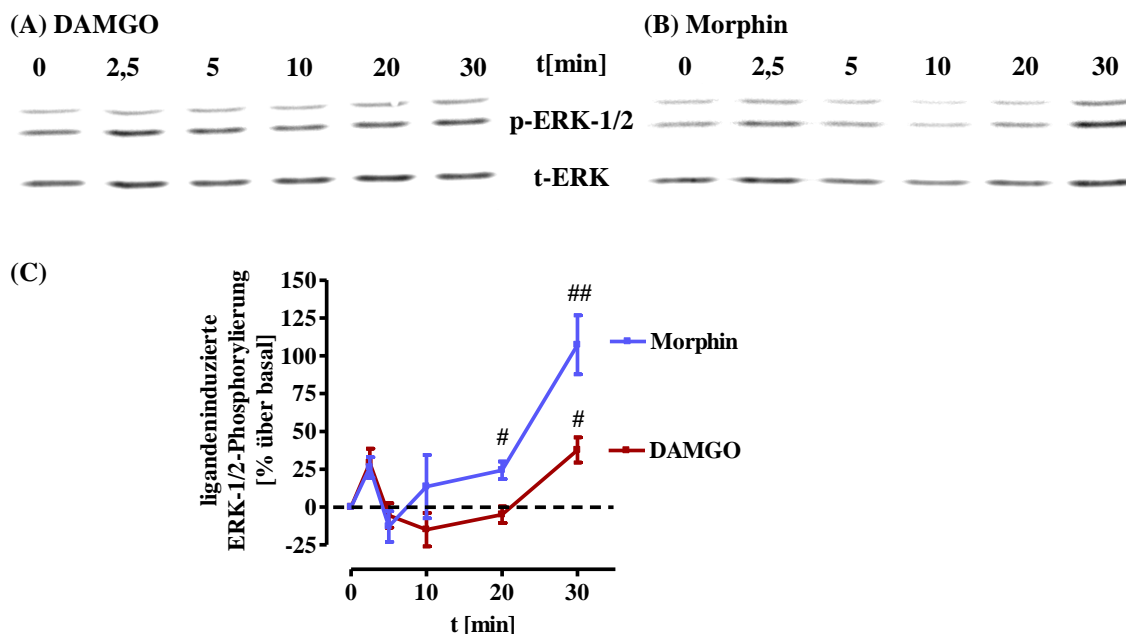 (A) DAMGO
(B) Morphin
0 2,5 5 10 20 30 t[min] 0 2,5 5 10 20 30
p-ERK-1/2
t-ERK
(C)
ligandeninduzierte
ERK-1/2-Phosphorylierung
[% über basal]
150
125
100
75
50
25
0
-25
##
#
#
Morphin
DAMGO
0 10 20 30
t [min]